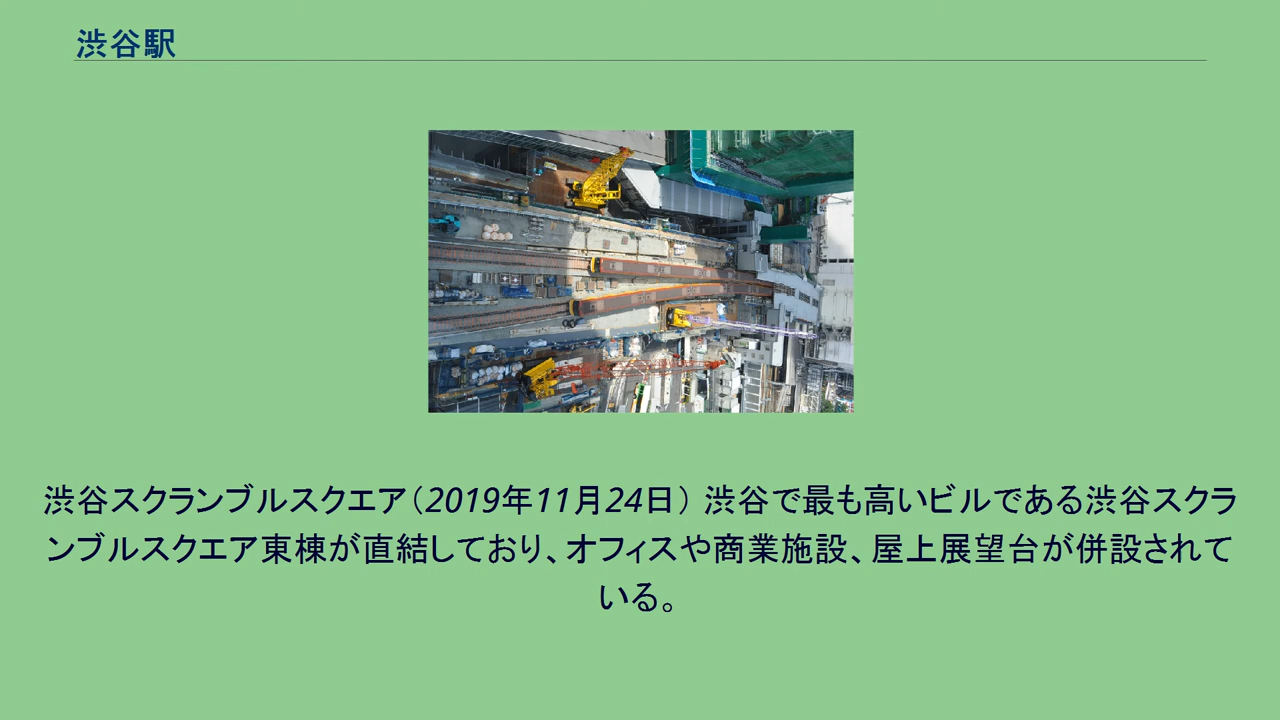 渋谷駅
渋谷スクランブルスクエア（2019年11月24日） 渋谷で最も高いビルである渋谷スクラ
ンブルスクエア東棟が直結しており、オフィスや商業施設、屋上展望台が併設されて
いる。